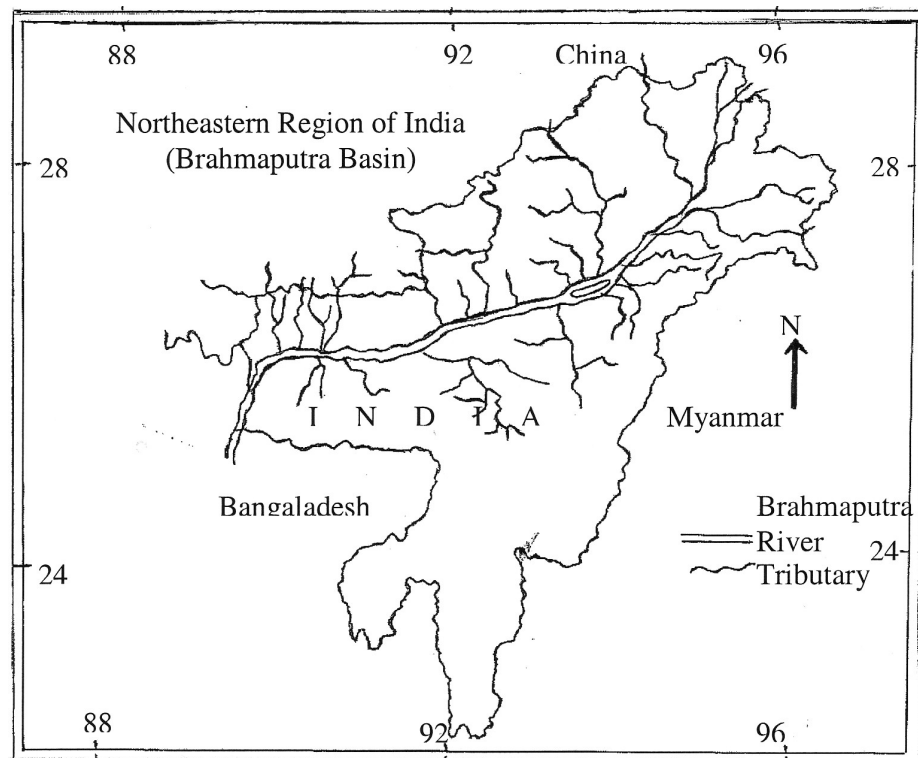 88 92 96
China
Northeastern Region of India
(Brahmaputra Basin)
28 28
N
I N D I A
Myanmar
Bangaladesh
Brahmaputra
River
24 24
Tributary
88 92 96